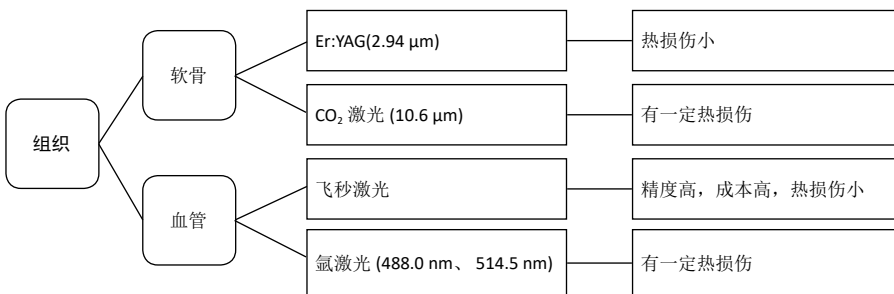 组织
软骨
Er:YAG(2.94 μm)
热损伤小
CO₂ 激光 (10.6 μm)
有一定热损伤
血管
飞秒激光
精度高，成本高，热损伤小
氩激光 (488.0 nm、 514.5 nm)
有一定热损伤